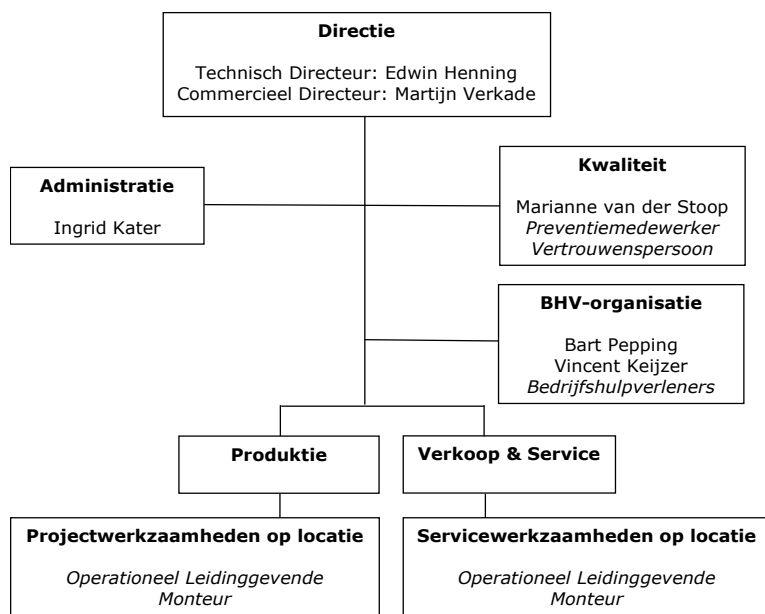 Directie
Technisch Directeur: Edwin Henning
Commercieel Directeur: Martijn Verkade
Administratie
Ingrid Kater
Kwaliteit
Marianne van der Stoop
Preventiemedewerker
Vertrouwenspersoon
BHV-organisatie
Bart Pepping
Vincent Keijzer
Bedrijfshulpverleners
Produktie
Verkoop & Service
Projectwerkzaamheden op locatie
Operationeel Leidinggevende
Monteur
Servicewerkzaamheden op locatie
Operationeel Leidinggevende
Monteur